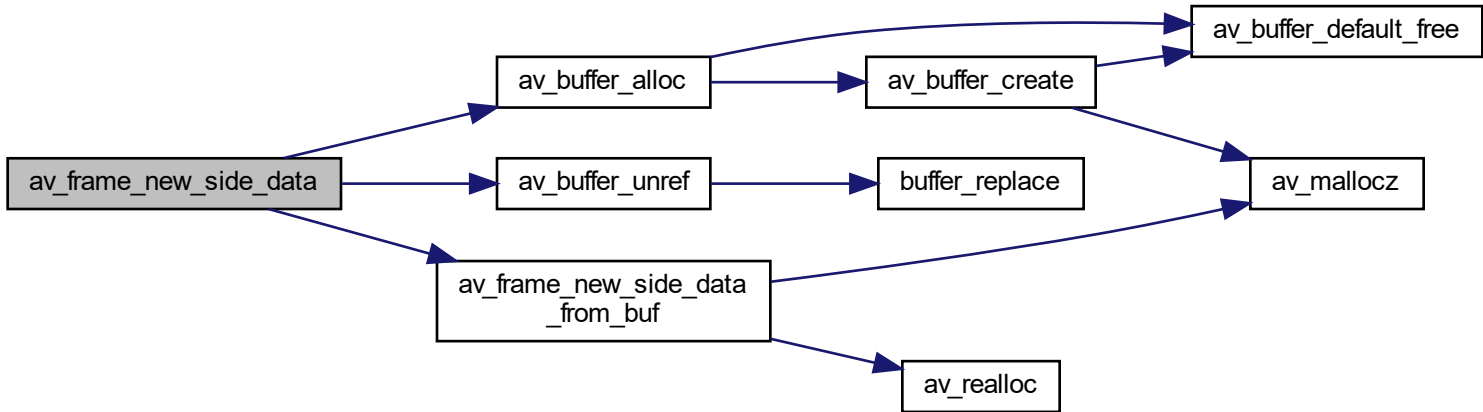 av_frame_new_side_data
av_buffer_alloc
av_buffer_unref
av_frame_new_side_data
_from_buf
av_buffer_create
buffer_replace
av_realloc
av_buffer_default_free
av_mallocz